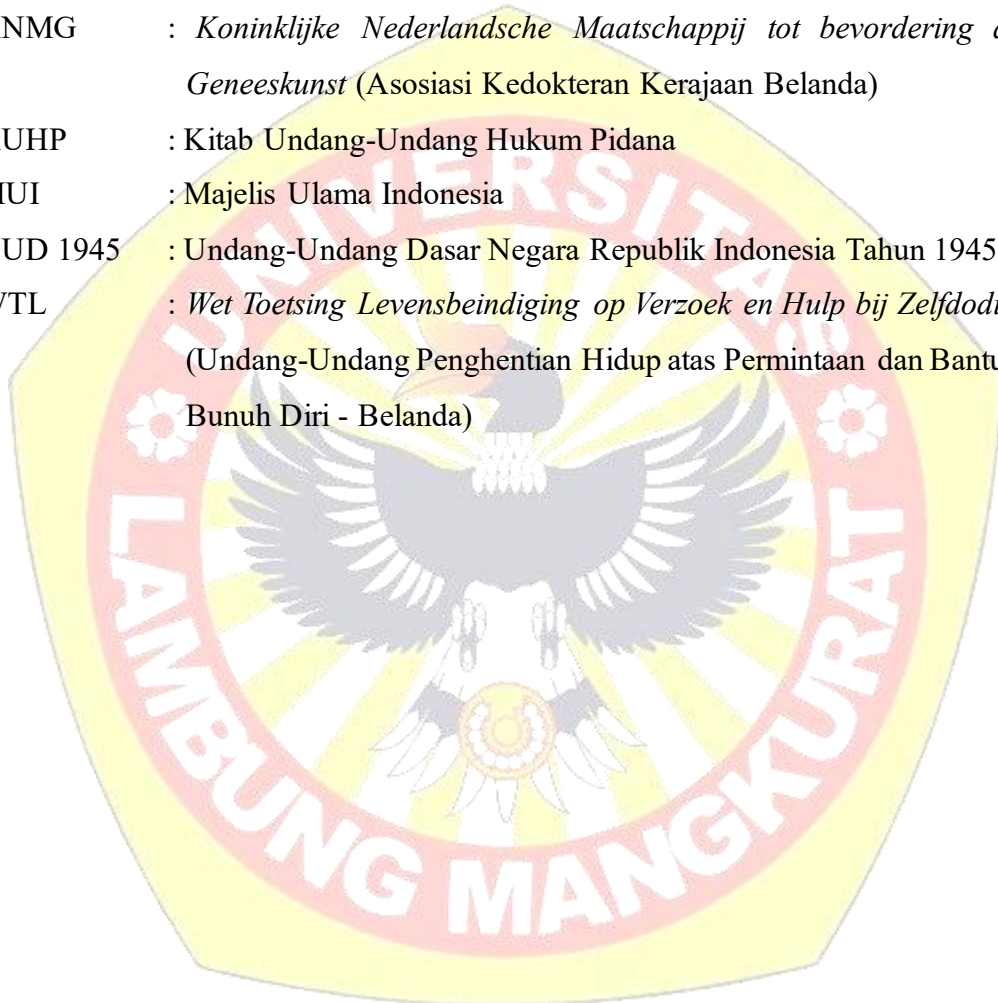 NMG : Koninklijke Nederlandsche Maatschappij tot bevordering
Geneeskunst (Asosiasi Kedokteran Kerajaan Belanda)
UHP : Kitab Undang-Undang Hukum Pidana
UI : Majelis Ulama Indonesia
UD 1945 : Undang-Undang Dasar Negara Republik Indonesia Tahun 1945
TL : Wet Toetsing Levensbeindiging op Verzoek en Hulp bij Zelfdodi
(Undang-Undang Penghentian Hidup atas Permintaan dan Bantu
Bunuh Diri - Belanda)
UNIVERSITAS
LAMBUNG MANGKURAT